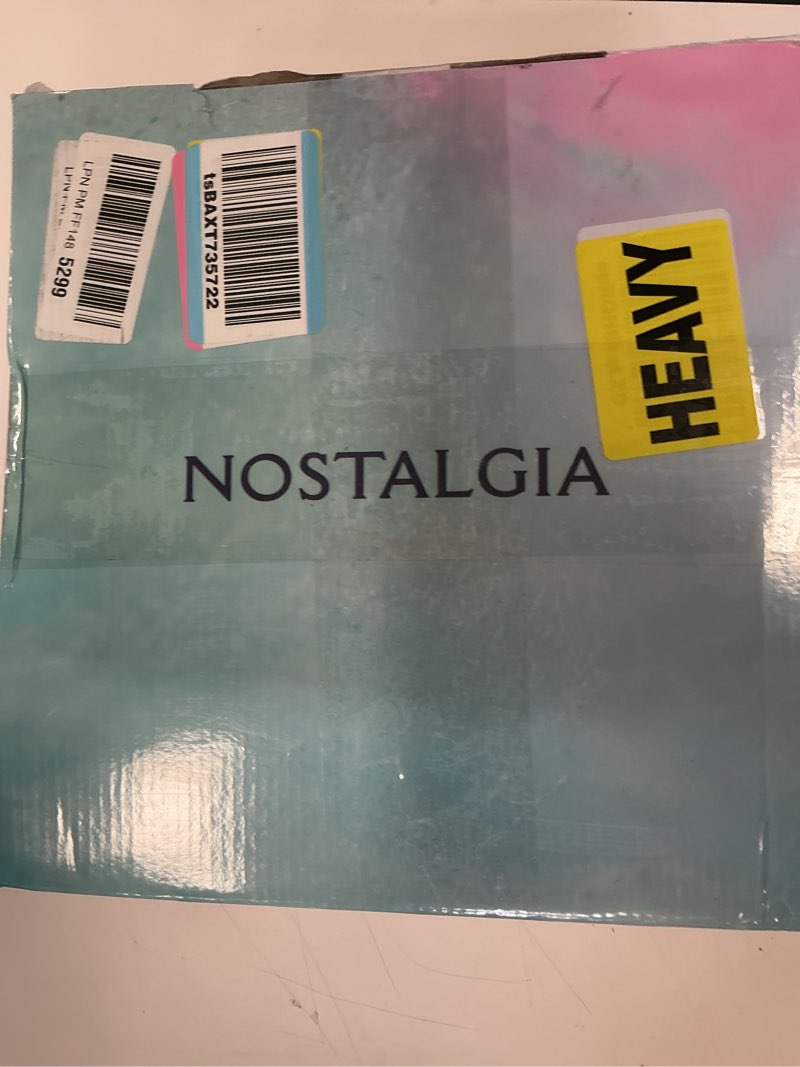 LPN PM FF148 5299
tsBAXT735722
HEAVY
NOSTALGIA